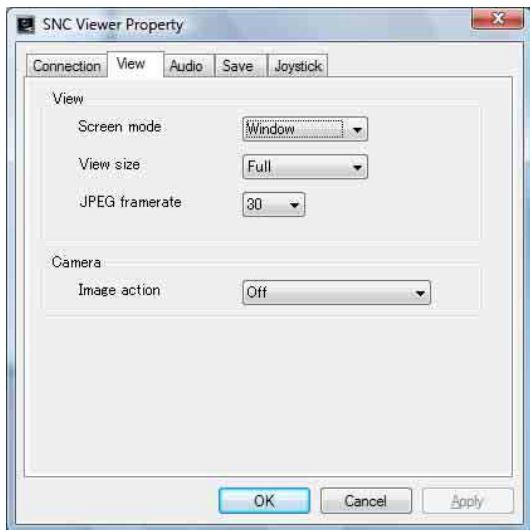 SNC Viewer Property
Connection View Audio Save Joystick
View
Screen mode Window
View size Full
JPEG framerate 30
Camera
Image action Off
OK Cancel Apply